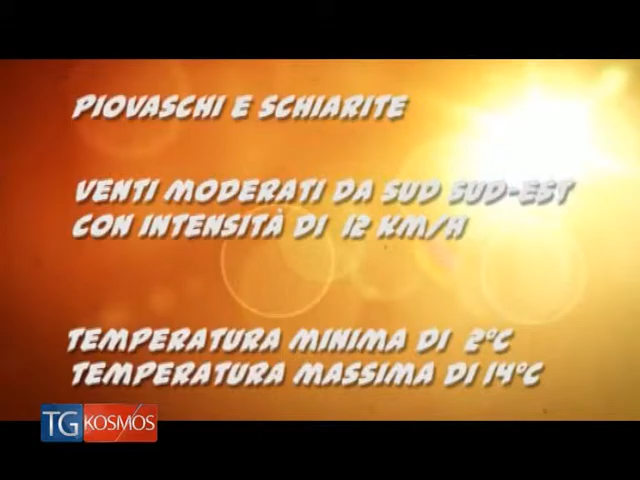 PIOVASCHI E SCHIARITE
VENTI MODERATI DA SUD SUD-EST
CON INTENSITÀ DI 12 KM/H
TEMPERATURA MINIMA DI 2°C
TEMPERATURA MASSIMA DI 14°C
TG KOSMOS